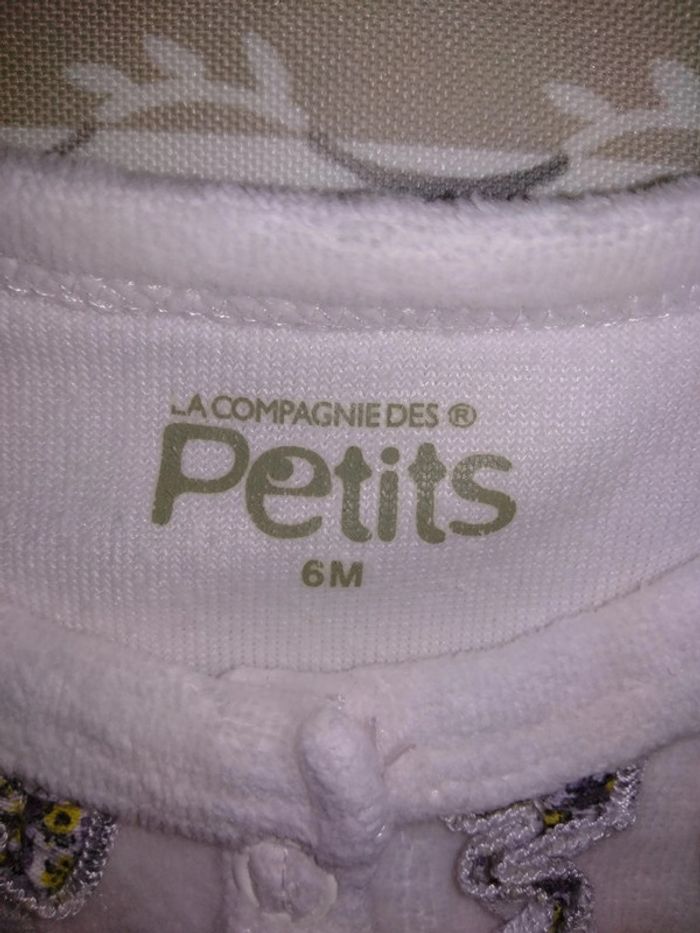 LA COMPAGNIE DES ®
Petits
6M